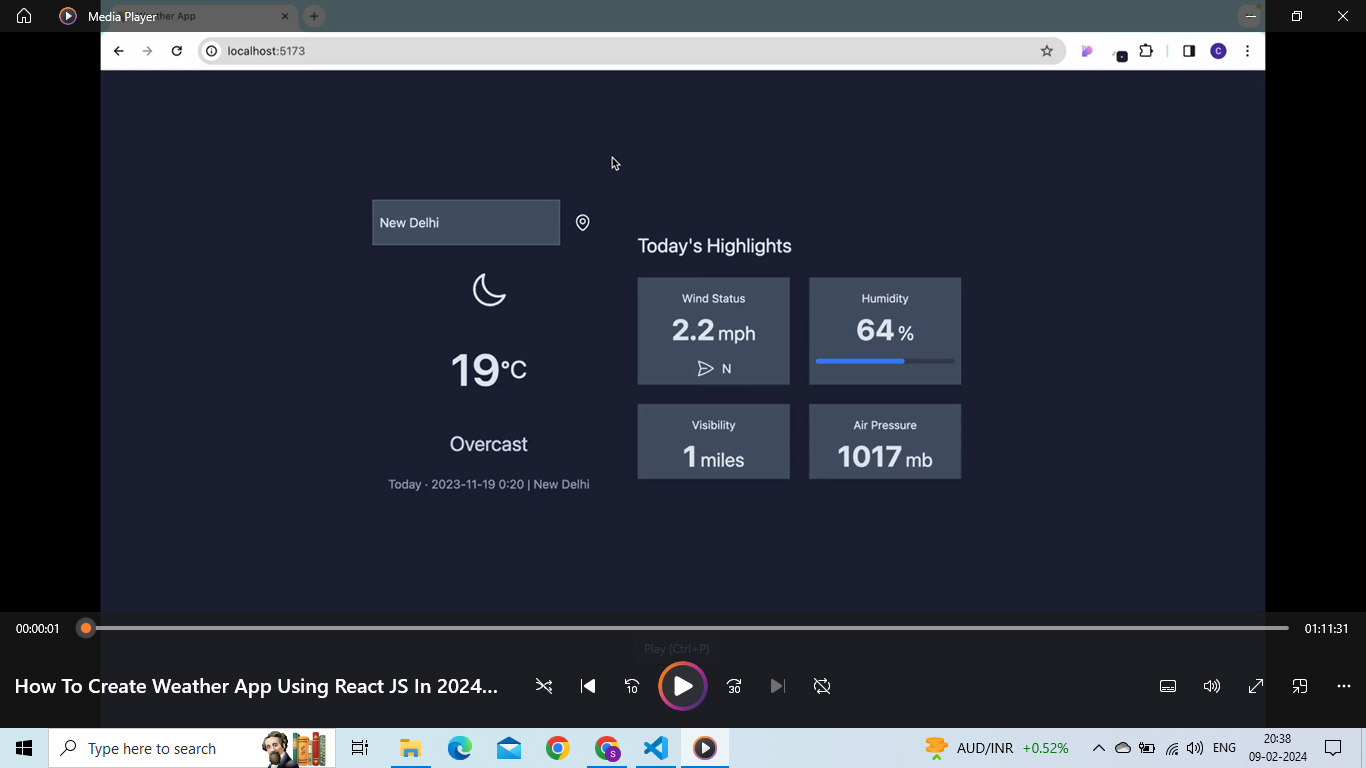 Media Player
Weather App
localhost:5173
C
New Delhi
19°C
Overcast
Today · 2023-11-19 0:20 | New Delhi
Today's Highlights
Wind Status
2.2 mph
N
Humidity
64 %
Visibility
1 miles
Air Pressure
1017 mb
00:00:01
01:11:31
Play (Ctrl+P)
How To Create Weather App Using React JS In 2024...
10
30
Type here to search
S
AUD/INR +0.52%
ENG
20:38
09-02-2024